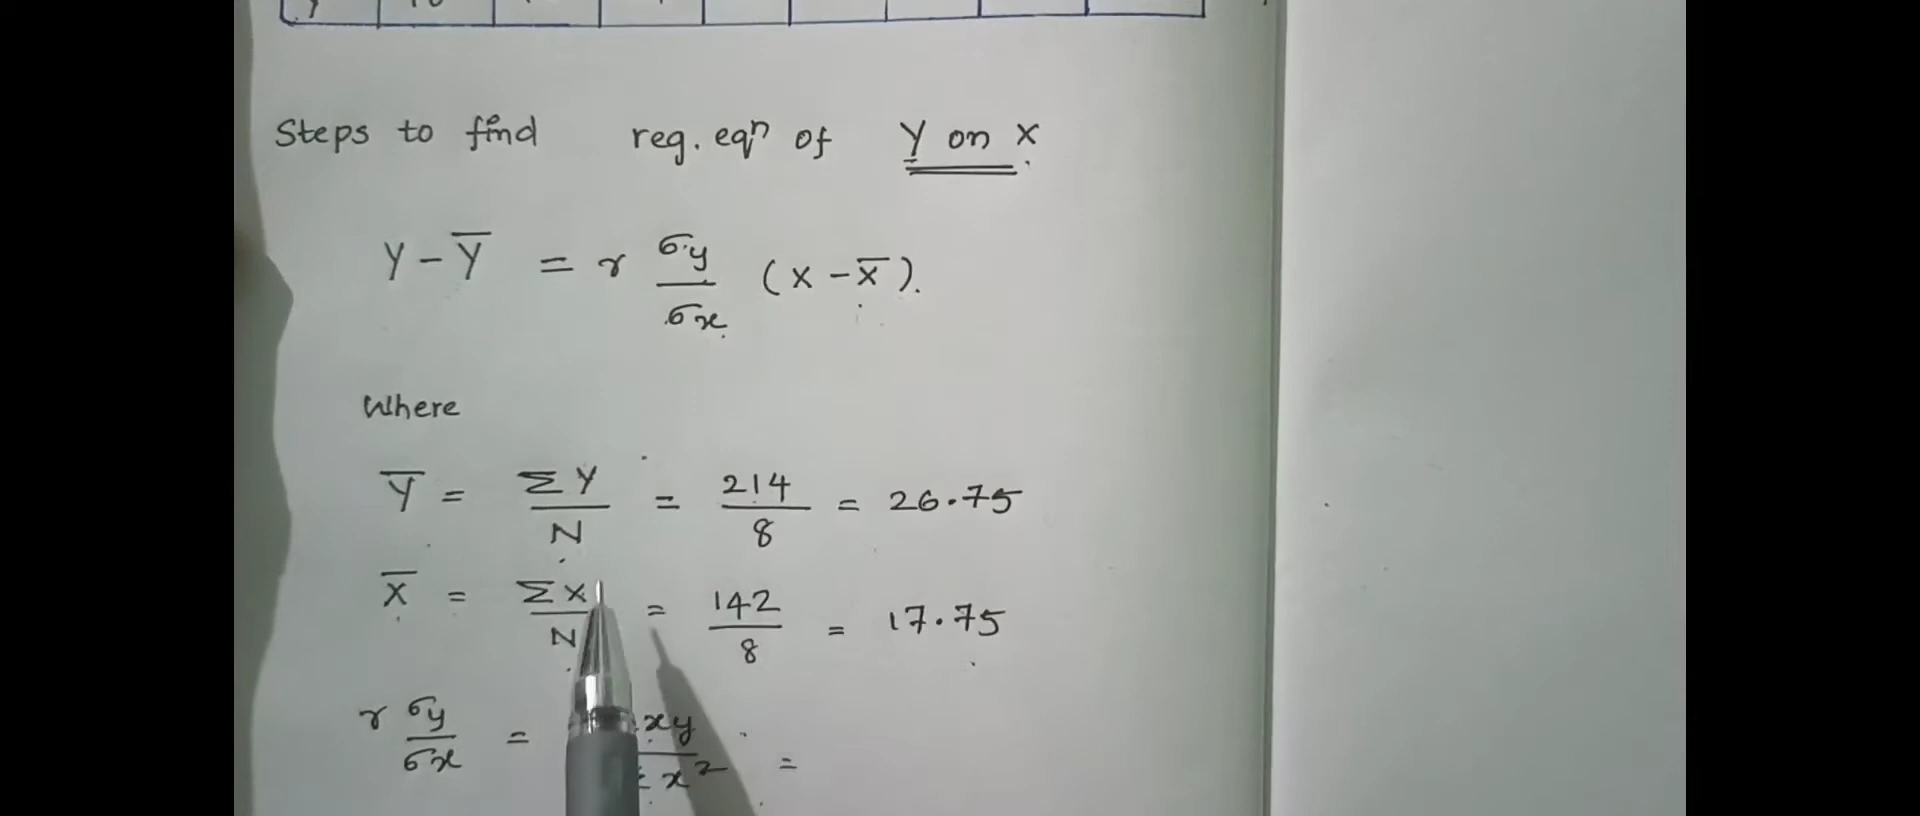 Steps to find reg. eqⁿ of Y on X
Y - Y̅ = r σy / σx (X - X̅).
Where
Y̅ = ΣY / N = 214 / 8 = 26.75
X̅ = ΣX / N = 142 / 8 = 17.75
r σy / σx = xy / Σx² =